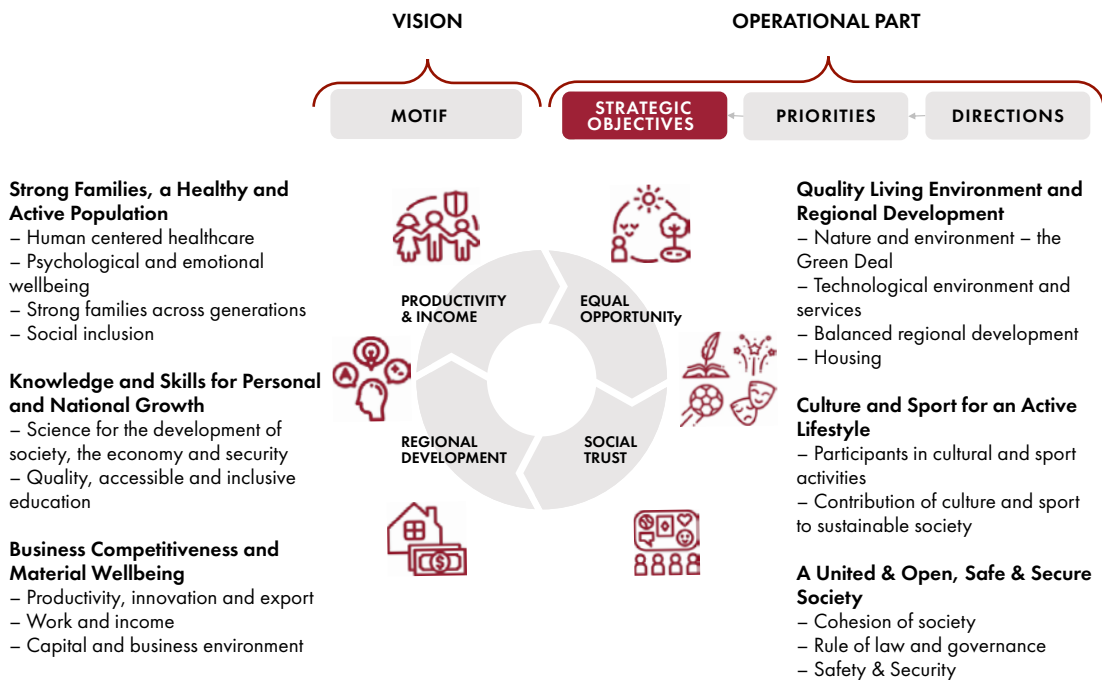 VISION
OPERATIONAL PART
MOTIF
STRATEGIC
OBJECTIVES
PRIORITIES
DIRECTIONS
Strong Families, a Healthy and
Active Population
– Human centered healthcare
– Psychological and emotional
wellbeing
– Strong families across generations
– Social inclusion
Knowledge and Skills for Personal
and National Growth
– Science for the development of
society, the economy and security
– Quality, accessible and inclusive
education
Business Competitiveness and
Material Wellbeing
– Productivity, innovation and export
– Work and income
– Capital and business environment
PRODUCTIVITY
& INCOME
EQUAL
OPPORTUNITy
REGIONAL
DEVELOPMENT
SOCIAL
TRUST
A
$
Quality Living Environment and
Regional Development
– Nature and environment – the
Green Deal
– Technological environment and
services
– Balanced regional development
– Housing
Culture and Sport for an Active
Lifestyle
– Participants in cultural and sport
activities
– Contribution of culture and sport
to sustainable society
A United & Open, Safe & Secure
Society
– Cohesion of society
– Rule of law and governance
– Safety & Security